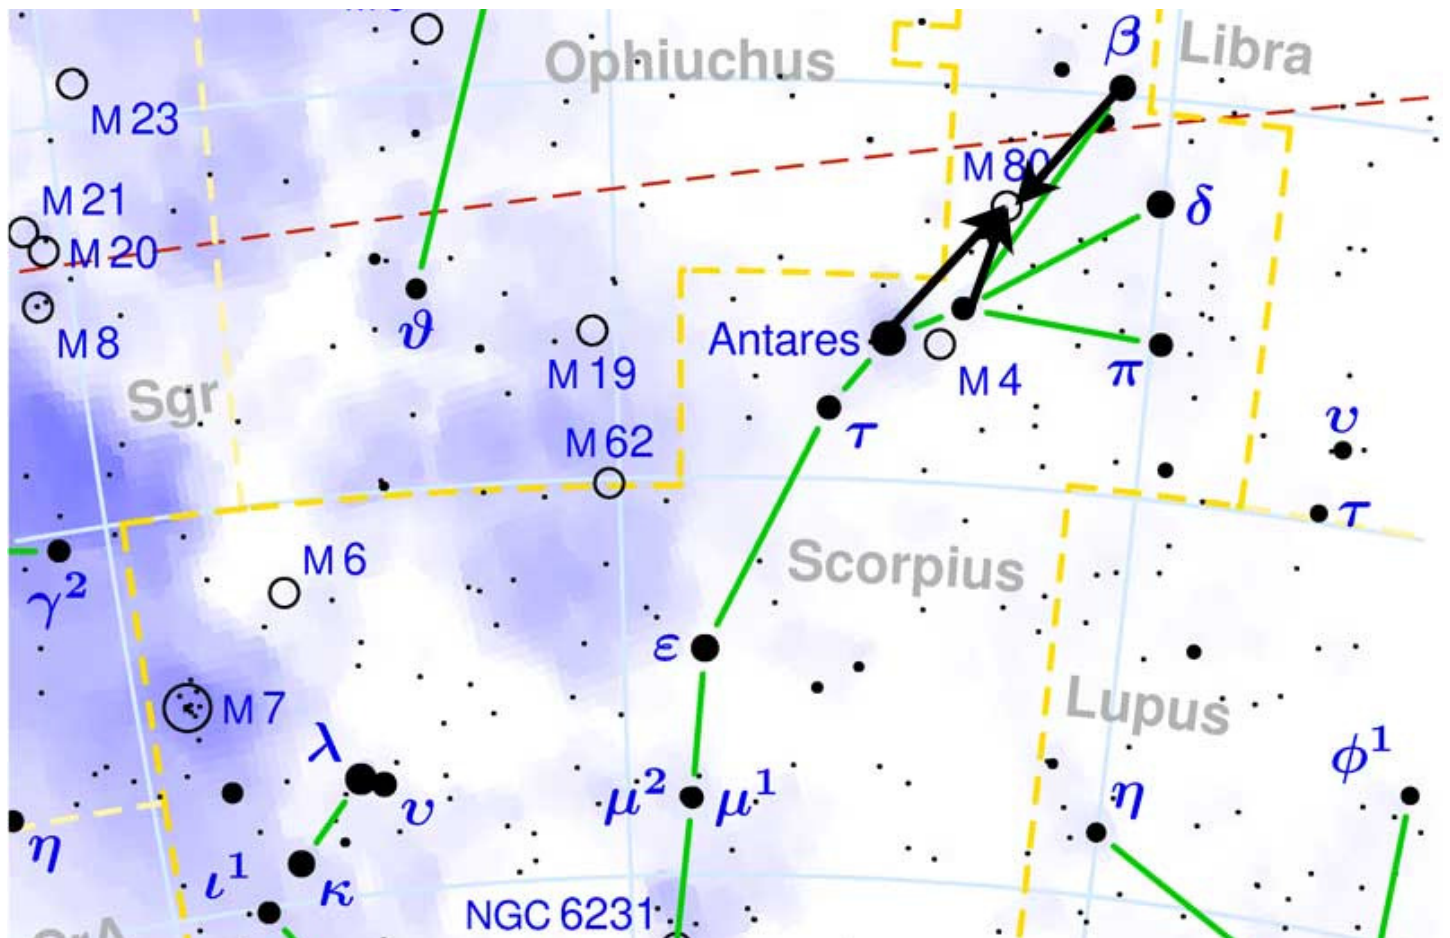 β
Libra
Ophiuchus
M 23
M 80
M 21
δ
M 20
ϑ
M 8
Antares
M 19
M 4
π
Sgr
υ
M 62
τ
τ
M 6
Scorpius
γ²
ε
M 7
Lupus
λ
ϕ¹
μ² μ¹
υ
η
η
ι¹
κ
NGC 6231